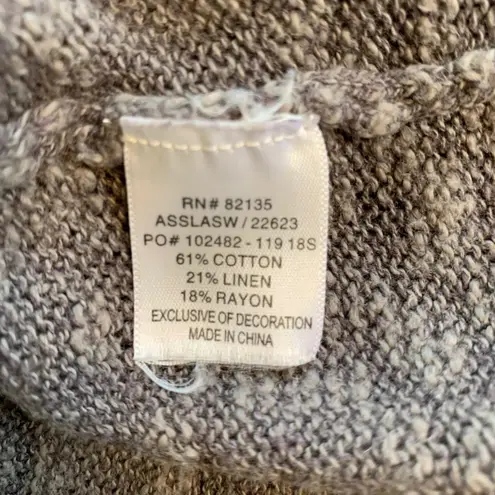 RN# 82135
ASSLASW / 22623
PO# 102482 - 119 18S
61% COTTON
21% LINEN
18% RAYON
EXCLUSIVE OF DECORATION
MADE IN CHINA